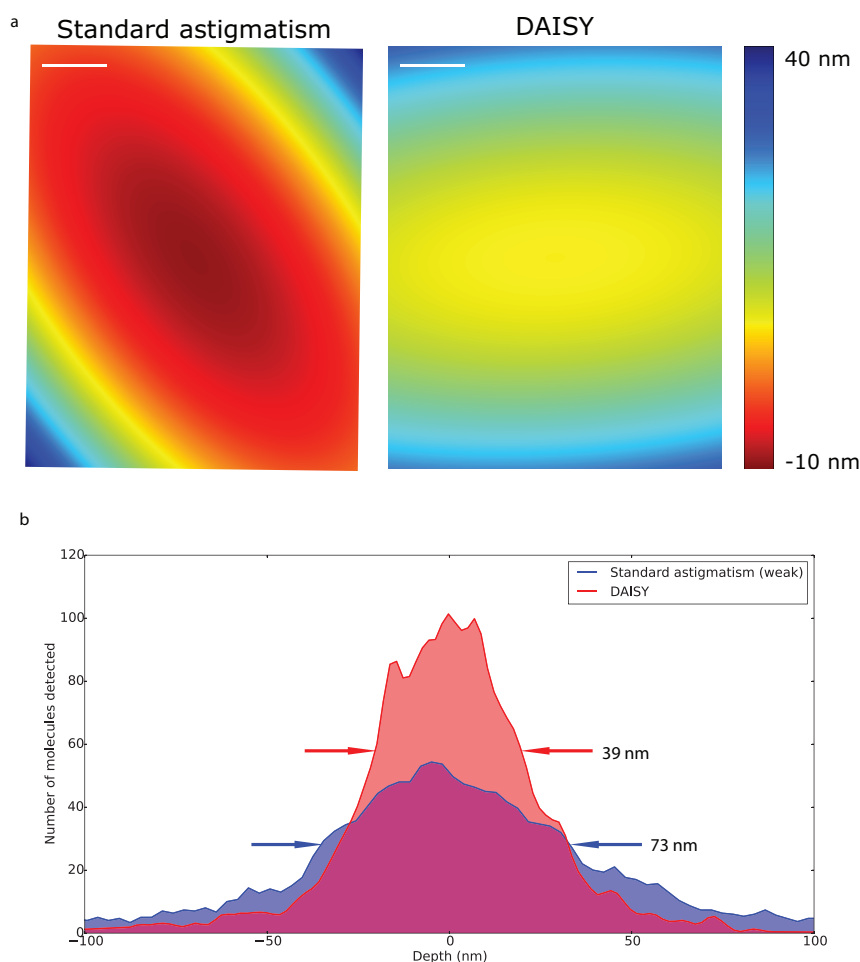 a
Standard astigmatism
DAISY
40 nm
-10 nm
b
120
100
80
60
40
20
0
Number of molecules detected
Standard astigmatism (weak)
DAISY
39 nm
73 nm
−100
−50
0
50
100
Depth (nm)